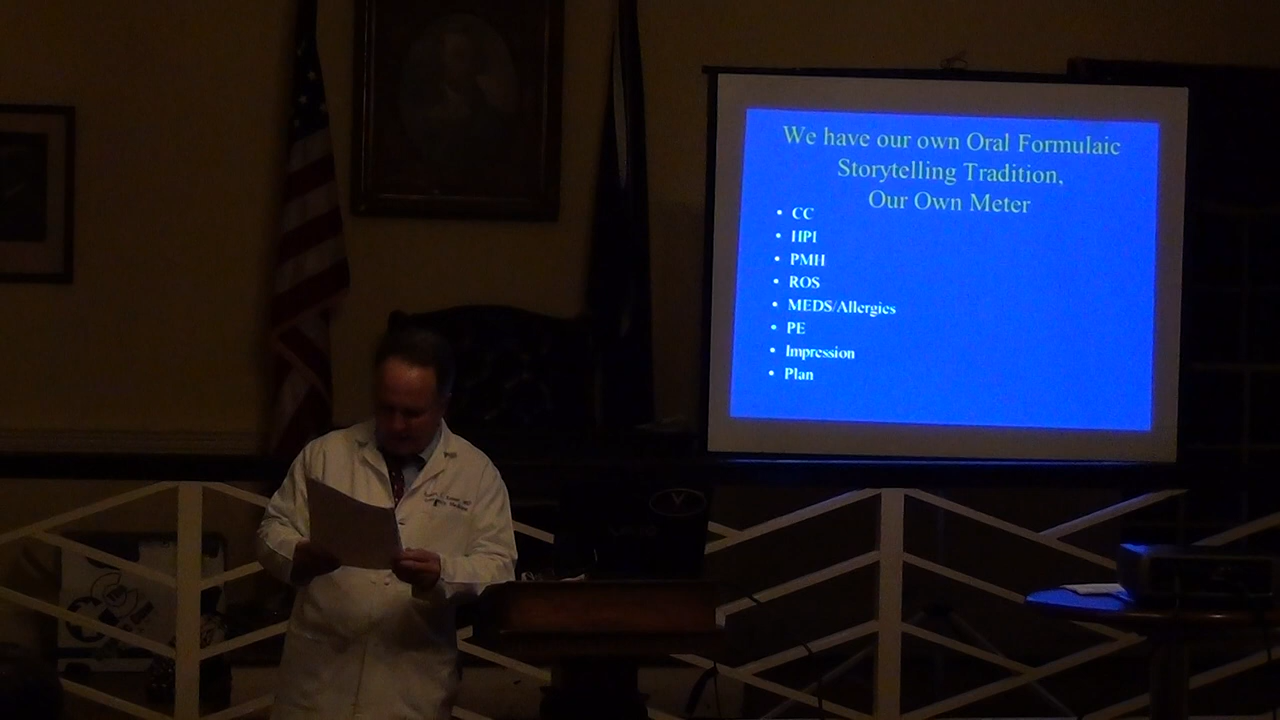 We have our own Oral Formulaic
Storytelling Tradition,
Our Own Meter
• CC
• HPI
• PMH
• ROS
• MEDS/Allergies
• PE
• Impression
• Plan